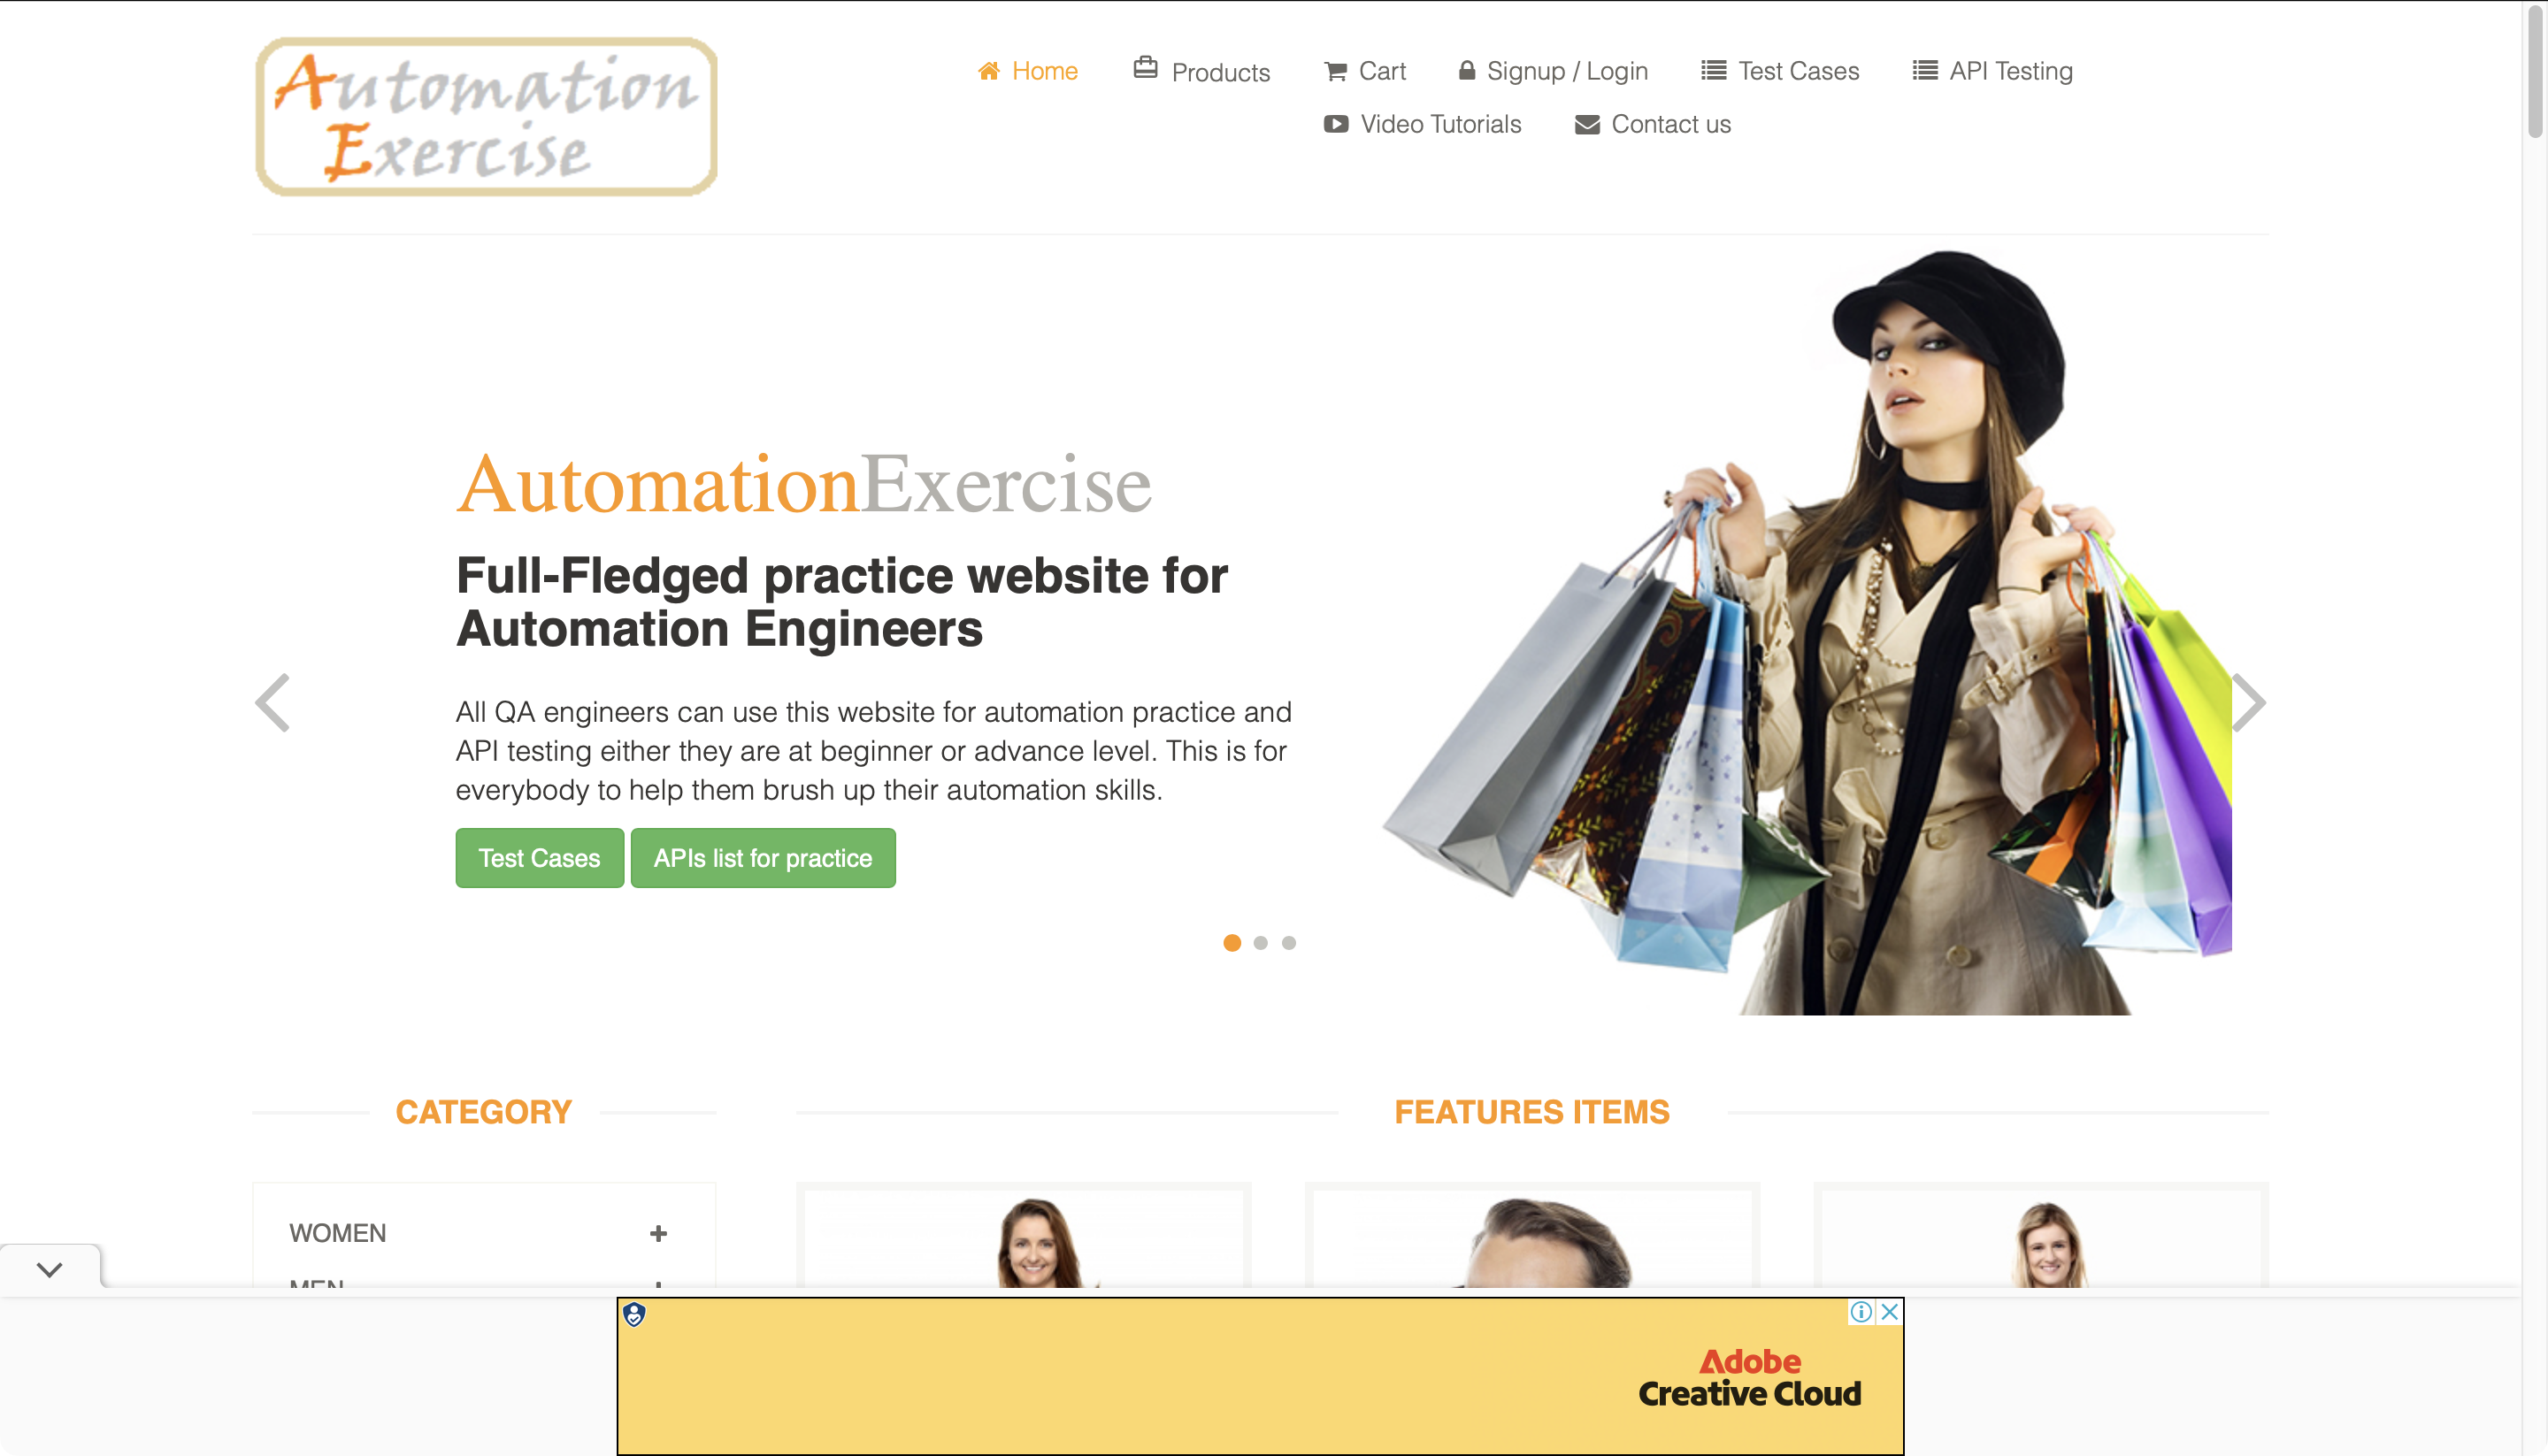 Automation
Exercise
Home
Products
Cart
Signup / Login
Test Cases
API Testing
Video Tutorials
Contact us
AutomationExercise
Full-Fledged practice website for
Automation Engineers
All QA engineers can use this website for automation practice and
API testing either they are at beginner or advance level. This is for
everybody to help them brush up their automation skills.
Test Cases
APIs list for practice
CATEGORY
FEATURES ITEMS
WOMEN
MEN
Adobe
Creative Cloud